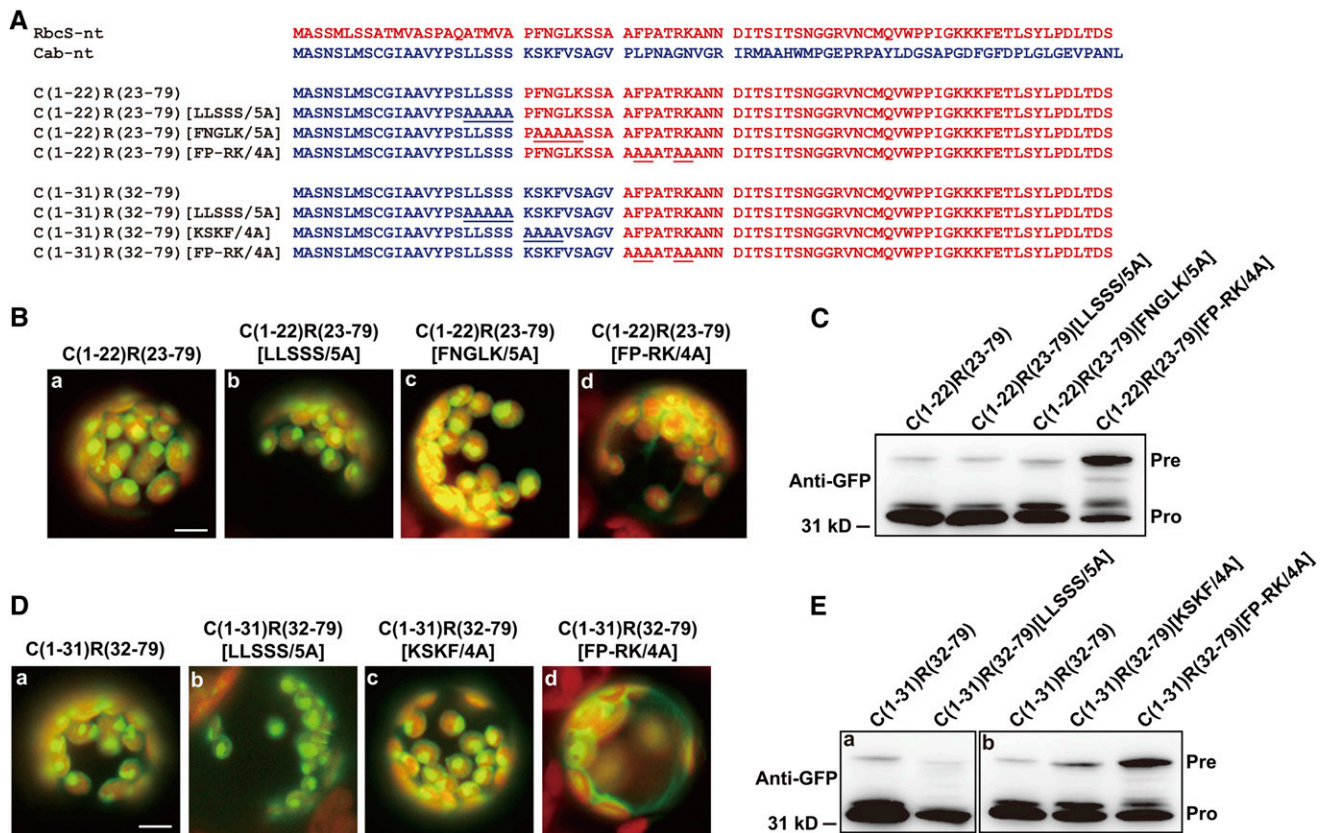 A
RbcS-nt MASSMLSSATMVASPAQATMVA PFNGLKSSA AFPATRKANN DITSITSNGGRVNCMQVWPPIGKKKFETLSYLPDLTDS
Cab-nt MASNSLMSCGIAAVYPSLLSSS KSKFVSAGV PLPNAGNVGR IRMAAHWMPGEPRPAYLDGSAPGDFGFDPLGLGEVPANL
C(1-22)R(23-79) MASNSLMSCGIAAVYPSLLSSS PFNGLKSSA AFPATRKANN DITSITSNGGRVNCMQVWPPIGKKKFETLSYLPDLTDS
C(1-22)R(23-79)[LLSSS/5A] MASNSLMSCGIAAVYPSAAAAA PFNGLKSSA AFPATRKANN DITSITSNGGRVNCMQVWPPIGKKKFETLSYLPDLTDS
C(1-22)R(23-79)[FNGLK/5A] MASNSLMSCGIAAVYPSLLSSS PAAAAASSA AFPATRKANN DITSITSNGGRVNCMQVWPPIGKKKFETLSYLPDLTDS
C(1-22)R(23-79)[FP-RK/4A] MASNSLMSCGIAAVYPSLLSSS PFNGLKSSA AAAATAAANN DITSITSNGGRVNCMQVWPPIGKKKFETLSYLPDLTDS
C(1-31)R(32-79) MASNSLMSCGIAAVYPSLLSSS KSKFVSAGV AFPATRKANN DITSITSNGGRVNCMQVWPPIGKKKFETLSYLPDLTDS
C(1-31)R(32-79)[LLSSS/5A] MASNSLMSCGIAAVYPSAAAAA KSKFVSAGV AFPATRKANN DITSITSNGGRVNCMQVWPPIGKKKFETLSYLPDLTDS
C(1-31)R(32-79)[KSKF/4A] MASNSLMSCGIAAVYPSLLSSS AAAAVSAGV AFPATRKANN DITSITSNGGRVNCMQVWPPIGKKKFETLSYLPDLTDS
C(1-31)R(32-79)[FP-RK/4A] MASNSLMSCGIAAVYPSLLSSS KSKFVSAGV AAAATAAANN DITSITSNGGRVNCMQVWPPIGKKKFETLSYLPDLTDS
B
C(1-22)R(23-79)
C(1-22)R(23-79)
[LLSSS/5A]
C(1-22)R(23-79)
[FNGLK/5A]
C(1-22)R(23-79)
[FP-RK/4A]
a
b
c
d
C
C(1-22)R(23-79)
C(1-22)R(23-79)[LLSSS/5A]
C(1-22)R(23-79)[FNGLK/5A]
C(1-22)R(23-79)[FP-RK/4A]
Anti-GFP
31 kD
Pre
Pro
D
C(1-31)R(32-79)
C(1-31)R(32-79)
[LLSSS/5A]
C(1-31)R(32-79)
[KSKF/4A]
C(1-31)R(32-79)
[FP-RK/4A]
a
b
c
d
E
C(1-31)R(32-79)
C(1-31)R(32-79)[LLSSS/5A]
C(1-31)R(32-79)
C(1-31)R(32-79)[KSKF/4A]
C(1-31)R(32-79)[FP-RK/4A]
a
b
Anti-GFP
31 kD
Pre
Pro